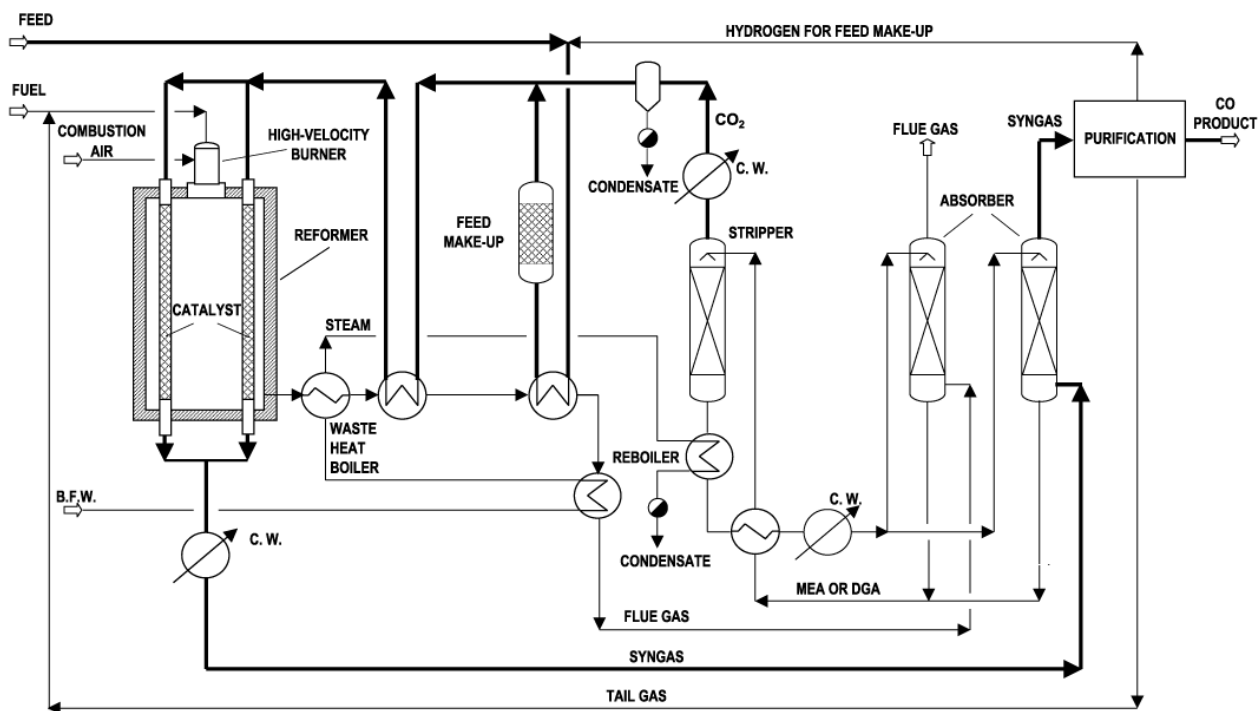 FEED
HYDROGEN FOR FEED MAKE-UP
FUEL
COMBUSTION
AIR
HIGH-VELOCITY
BURNER
CO₂
FLUE GAS
SYNGAS
PURIFICATION
CO
PRODUCT
CONDENSATE
C. W.
ABSORBER
REFORMER
FEED
MAKE-UP
STRIPPER
CATALYST
STEAM
WASTE
HEAT
BOILER
REBOILER
B.F.W.
C. W.
C. W.
CONDENSATE
MEA OR DGA
FLUE GAS
SYNGAS
TAIL GAS